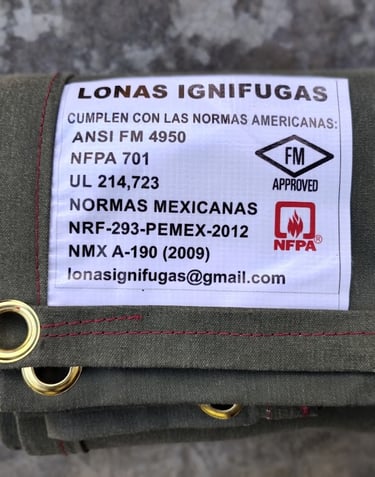 LONAS IGNIFUGAS
CUMPLEN CON LAS NORMAS AMERICANAS:
ANSI FM 4950
NFPA 701
UL 214,723
NORMAS MEXICANAS
NRF-293-PEMEX-2012
NMX A-190 (2009)
lonasignifugas@gmail.com
FM
APPROVED
NFPA®